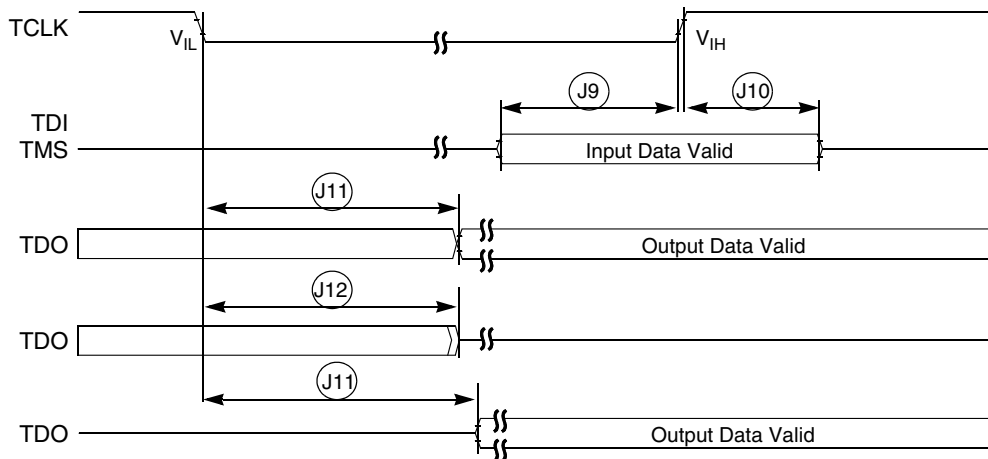 TCLK
VIL
VIH
J9
J10
TDI
TMS
Input Data Valid
J11
TDO
Output Data Valid
J12
TDO
J11
TDO
Output Data Valid